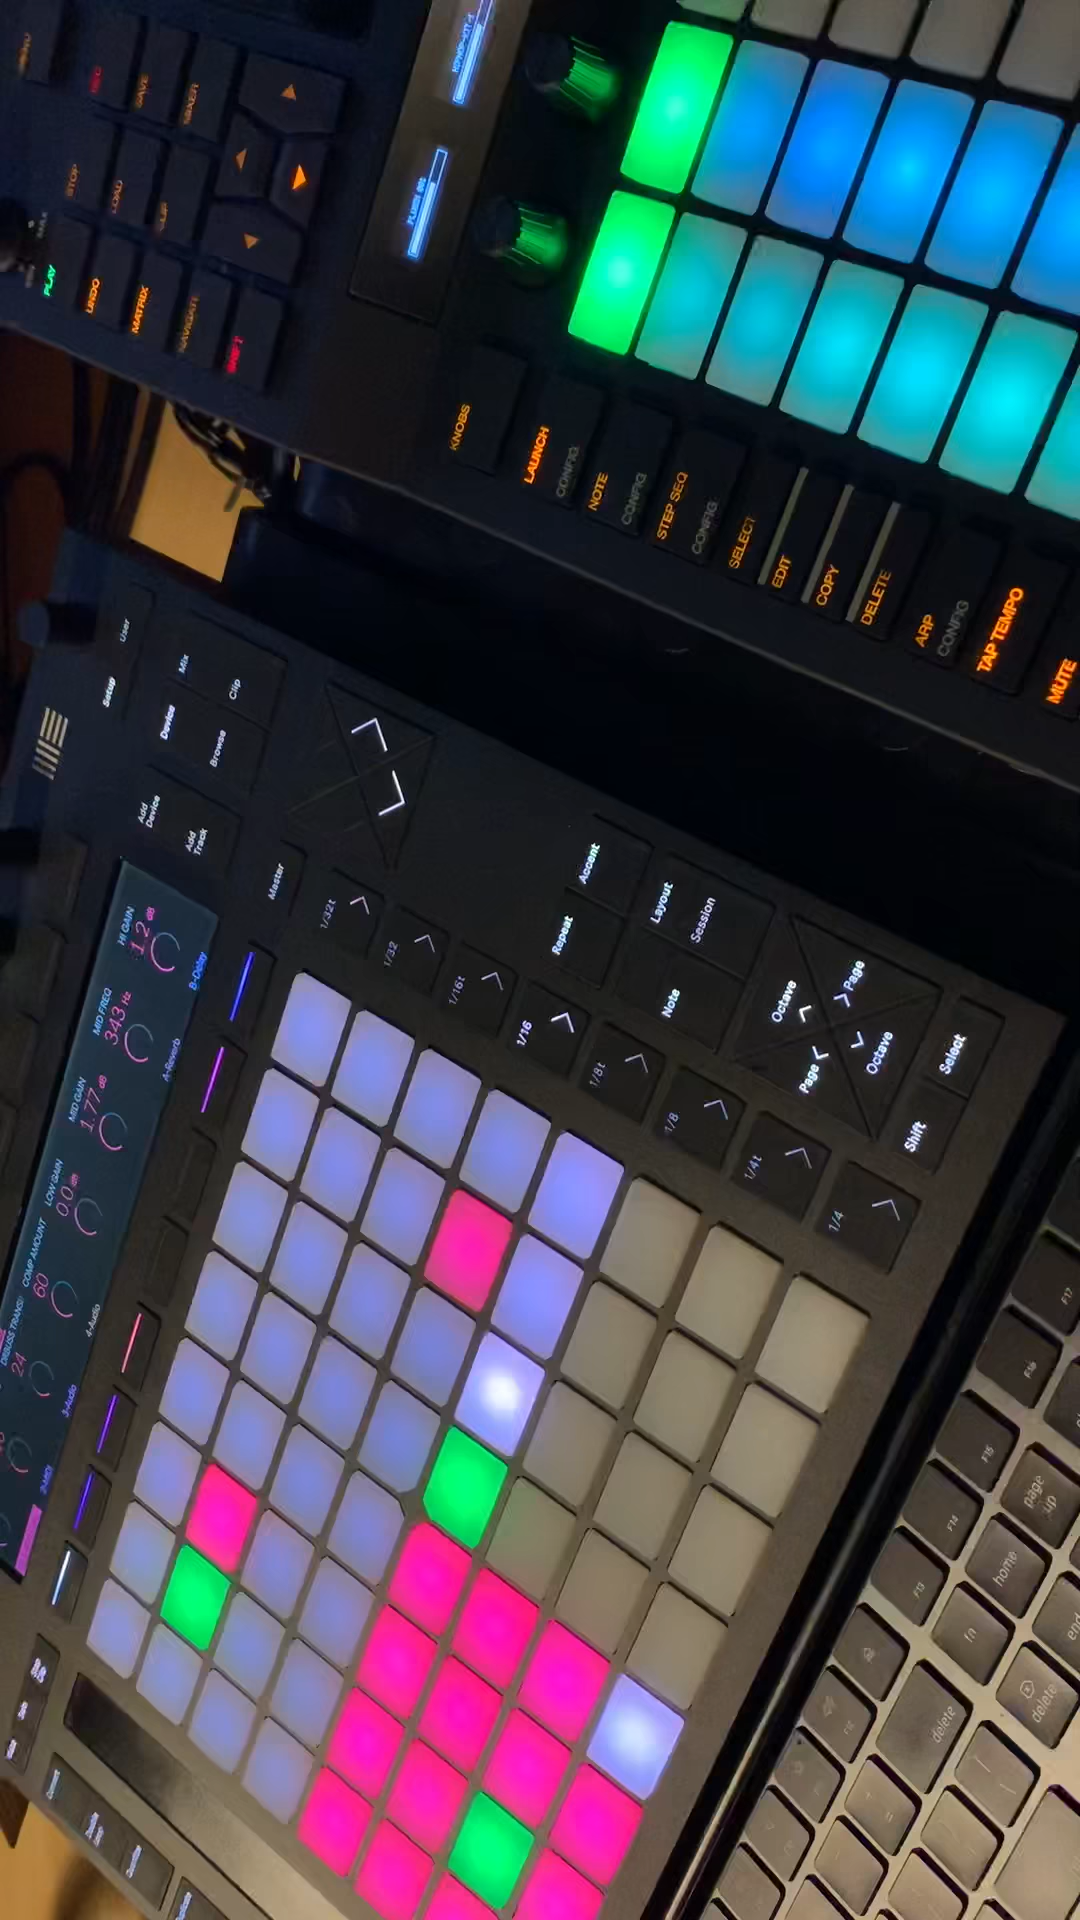 MENU
REC
SAVE
MIXER
STOP
LOAD
CLIP
PLAY
UNDO
MATRIX
NAVIGATE
SHIFT
KNOBS
LAUNCH
CONFIG
NOTE
CONFIG
STEP SEQ
CONFIG
SELECT
EDIT
COPY
DELETE
ARP
CONFIG
TAP TEMPO
MUTE
Setup
User
Device
Mix
Browse
Clip
Add
Device
Add
Track
Master
HI GAIN
MID FREQ
343 Hz
MID GAIN
1.77 dB
LOW GAIN
0.0 dB
COMP AMOUNT
60
24
B-Delay
A-Reverb
4-Audio
3-Audio
2-MIDI
1/32t
1/32
1/16t
1/16
1/8t
1/8
1/4t
1/4
Repeat
Accent
Layout
Note
Session
Octave
Page
Page
Octave
Select
Shift
F17
F16
F15
F14
F13
page
up
home
fn
end
delete
delete